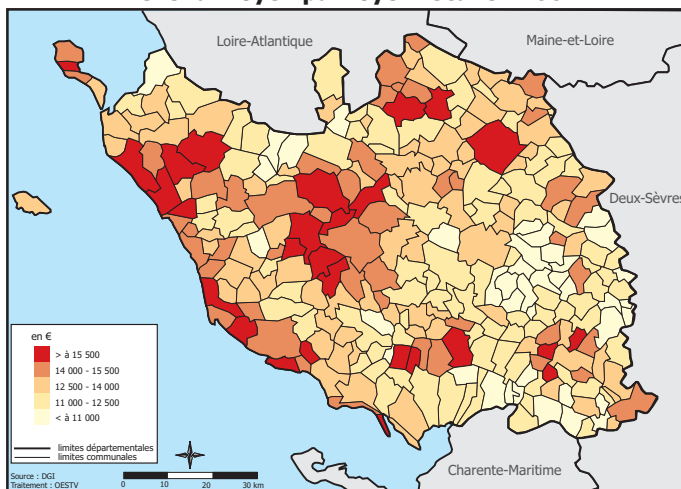 Loire-Atlantique
Maine-et-Loire
Deux-Sèvres
en €
> à 15 500
14 000 - 15 500
12 500 - 14 000
11 000 - 12 500
< à 11 000
limites départementales
limites communales
Source : DGI
Traitement : OESTV
0 10 20 30 km
Charente-Maritime